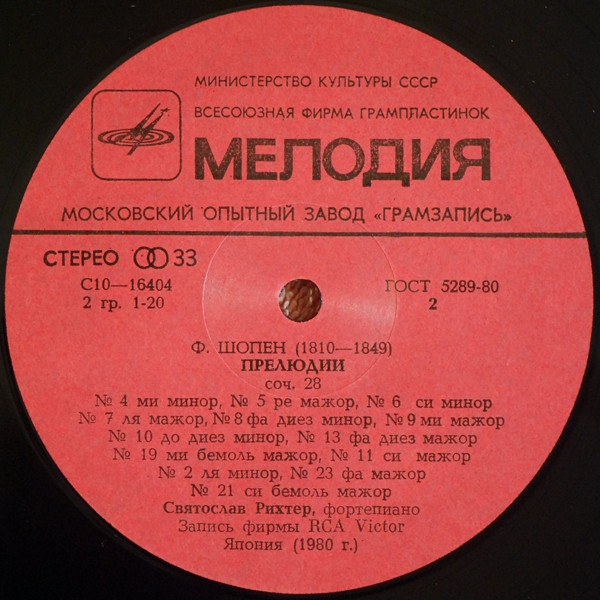 МИНИСТЕРСТВО КУЛЬТУРЫ СССР
ВСЕСОЮЗНАЯ ФИРМА ГРАМПЛАСТИНОК
МЕЛОДИЯ
МОСКОВСКИЙ ОПЫТНЫЙ ЗАВОД «ГРАМЗАПИСЬ»
СТЕРЕО 33
С10—16404
2 гр. 1-20
ГОСТ 5289-80
2
Ф. ШОПЕН (1810—1849)
ПРЕЛЮДИИ
соч. 28
№ 4 ми минор, № 5 ре мажор, № 6 си минор
№ 7 ля мажор, № 8 фа диез минор, № 9 ми мажор
№ 10 до диез минор, № 13 фа диез мажор
№ 19 ми бемоль мажор, № 11 си мажор
№ 2 ля минор, № 23 фа мажор
№ 21 си бемоль мажор
Святослав Рихтер, фортепиано
Запись фирмы RCA Victor
Япония (1980 г.)